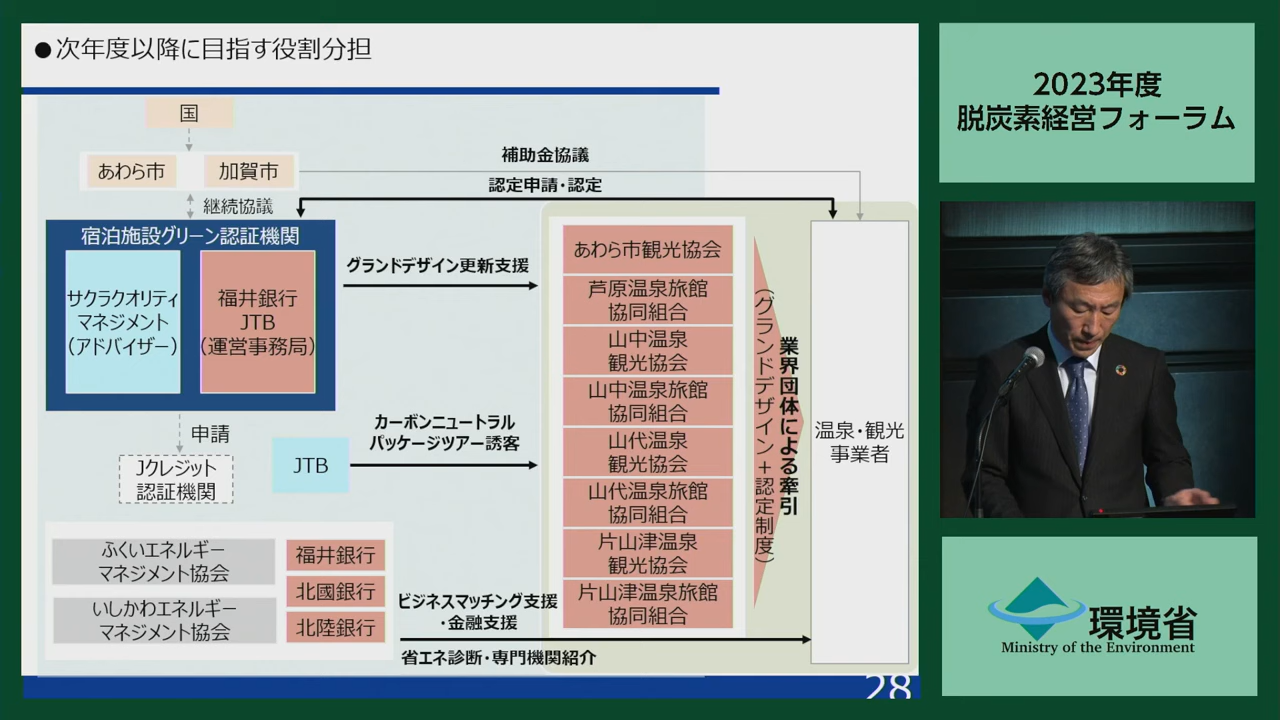 ●次年度以降に目指す役割分担
国
あわら市
加賀市
補助金協議
認定申請・認定
継続協議
宿泊施設グリーン認証機関
サクラクオリティ
マネジメント
(アドバイザー)
福井銀行
JTB
(運営事務局)
グランドデザイン更新支援
申請
Jクレジット
認証機関
JTB
カーボンニュートラル
パッケージツアー誘客
ふくいエネルギー
マネジメント協会
いしかわエネルギー
マネジメント協会
福井銀行
北國銀行
北陸銀行
ビジネスマッチング支援
・金融支援
省エネ診断・専門機関紹介
あわら市観光協会
芦原温泉旅館
協同組合
山中温泉
観光協会
山中温泉旅館
協同組合
山代温泉
観光協会
山代温泉旅館
協同組合
片山津温泉
観光協会
片山津温泉旅館
協同組合
業界団体による牽引
(グランドデザイン+認定制度)
温泉・観光
事業者
28
2023年度
脱炭素経営フォーラム
環境省
Ministry of the Environment